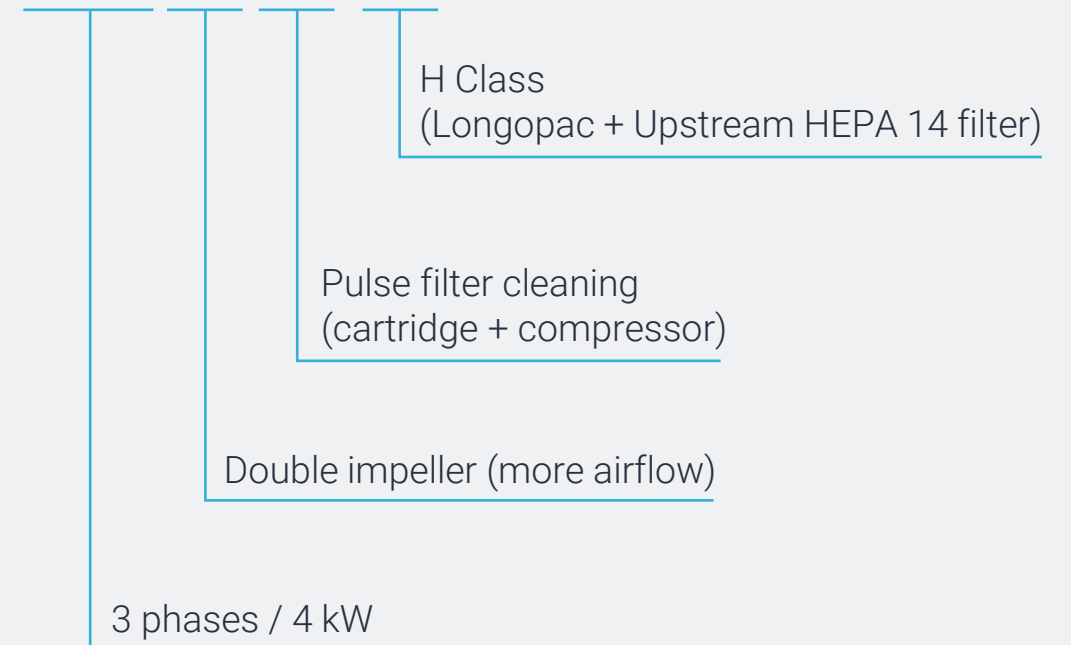 H Class
(Longopac + Upstream HEPA 14 filter)
Pulse filter cleaning
(cartridge + compressor)
Double impeller (more airflow)
3 phases / 4 kW